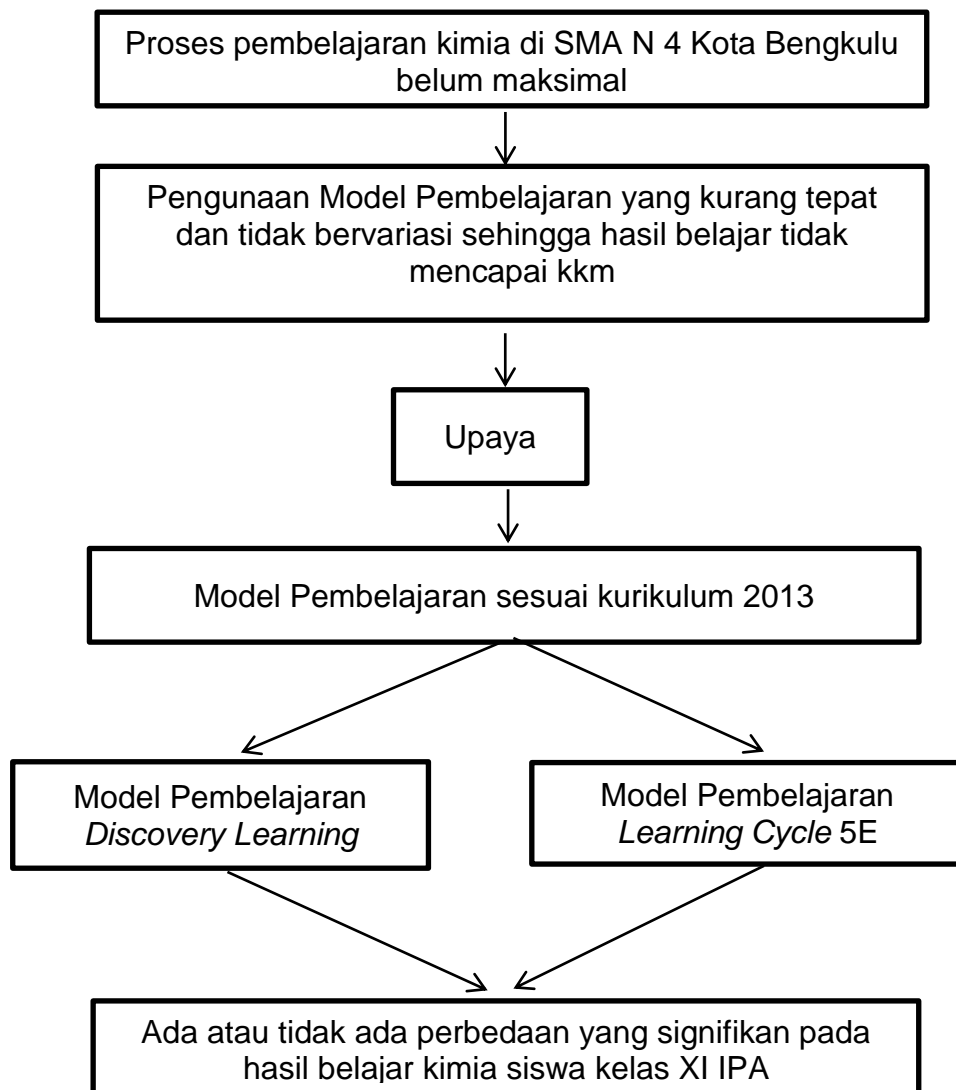 Proses pembelajaran kimia di SMA N 4 Kota Bengkulu
belum maksimal
Pengunaan Model Pembelajaran yang kurang tepat
dan tidak bervariasi sehingga hasil belajar tidak
mencapai kkm
Upaya
Model Pembelajaran sesuai kurikulum 2013
Model Pembelajaran
Discovery Learning
Model Pembelajaran
Learning Cycle 5E
Ada atau tidak ada perbedaan yang signifikan pada
hasil belajar kimia siswa kelas XI IPA